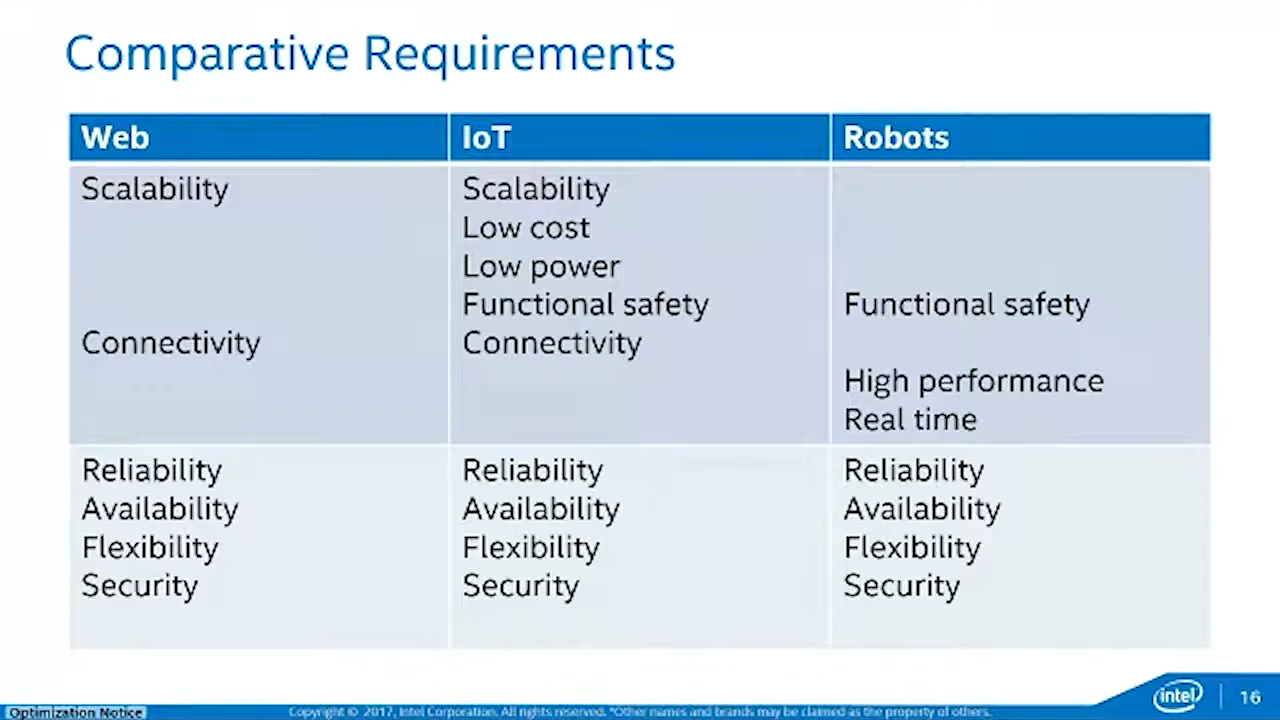 Comparative Requirements
Web IoT Robots
Scalability Scalability
Low cost
Low power
Functional safety Functional safety
Connectivity Connectivity
High performance
Real time
Reliability Reliability Reliability
Availability Availability Availability
Flexibility Flexibility Flexibility
Security Security Security
Optimization Notice
Copyright © 2017, Intel Corporation. All rights reserved. *Other names and brands may be claimed as the property of others.
intel
16